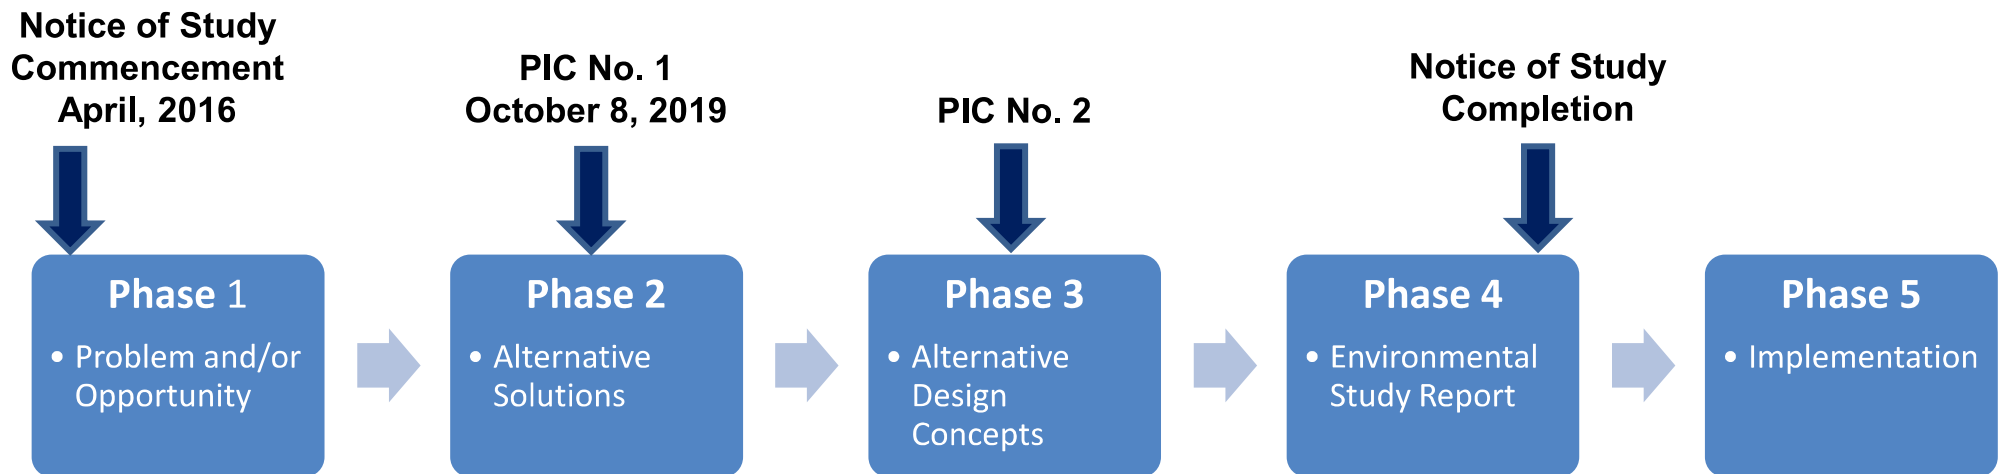 Notice of Study
Commencement
April, 2016
PIC No. 1
October 8, 2019
PIC No. 2
Notice of Study
Completion
Phase 1
• Problem and/or
Opportunity
Phase 2
• Alternative
Solutions
Phase 3
• Alternative
Design
Concepts
Phase 4
• Environmental
Study Report
Phase 5
• Implementation